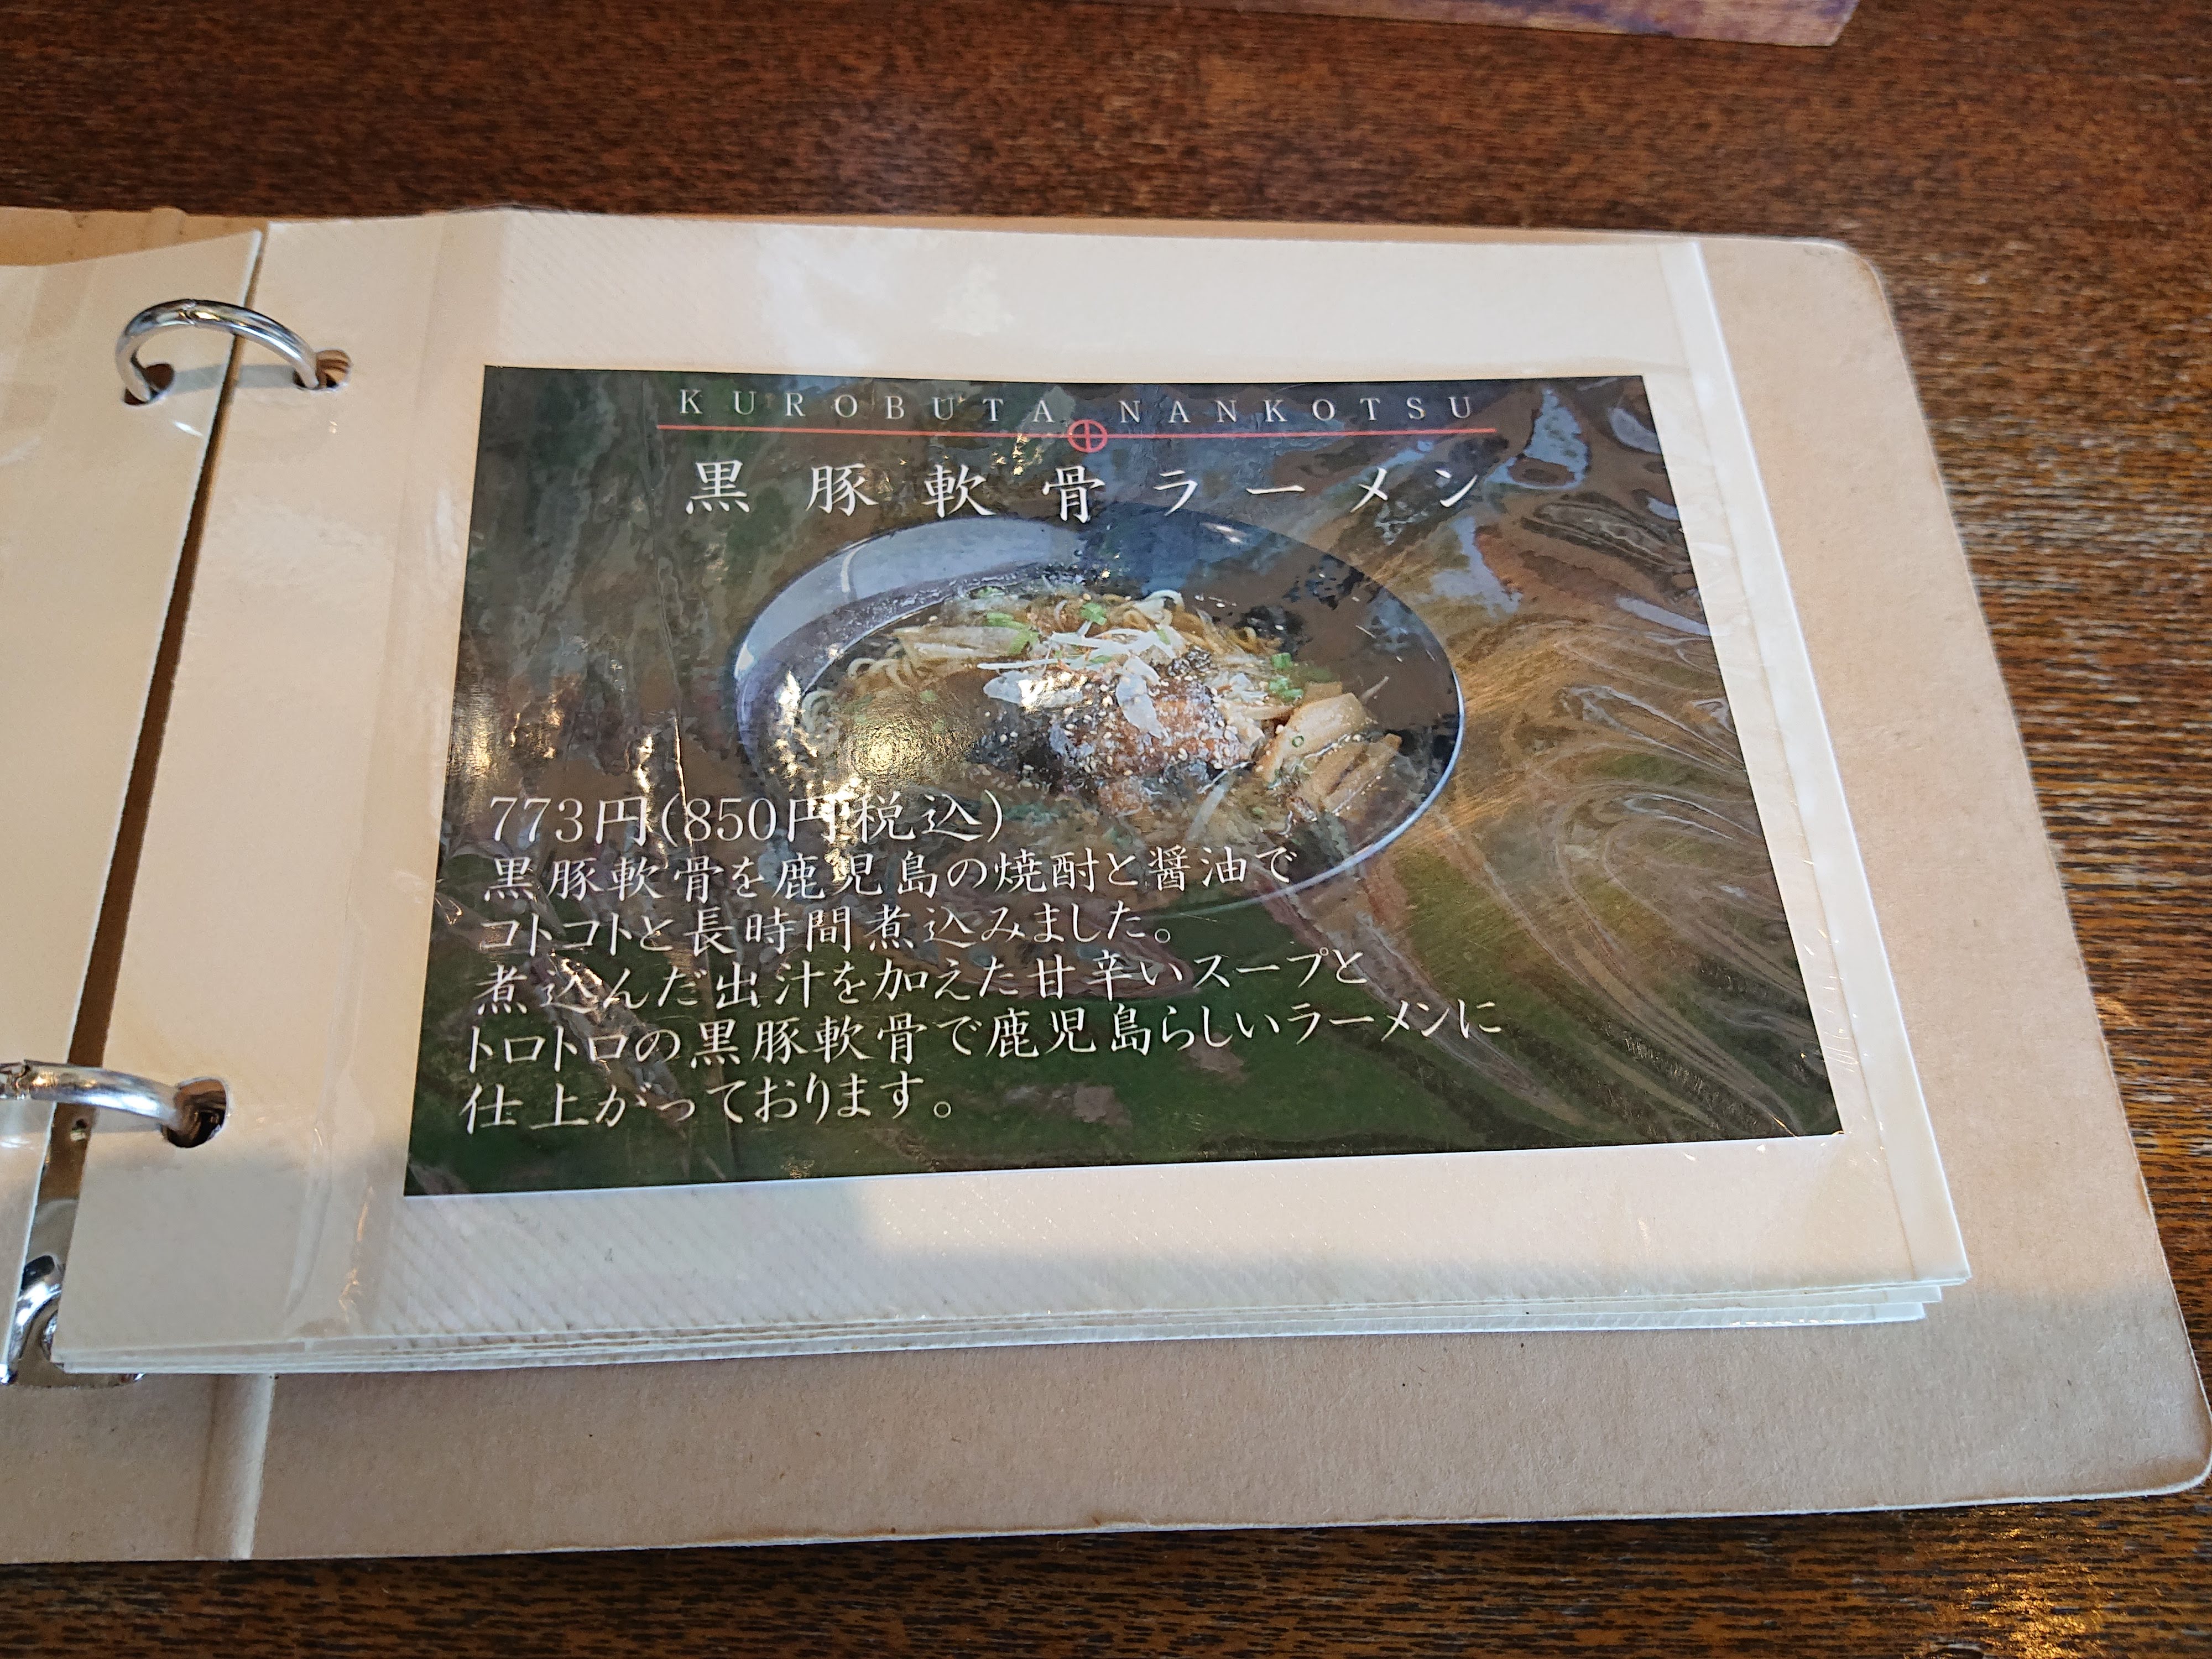 KUROBUTA NANKOTSU
黒豚軟骨ラーメン
773円(850円税込)
黒豚軟骨を鹿児島の焼酎と醤油で
コトコトと長時間煮込みました。
煮込んだ出汁を加えた甘辛いスープと
トロトロの黒豚軟骨で鹿児島らしいラーメンに
仕上がっております。